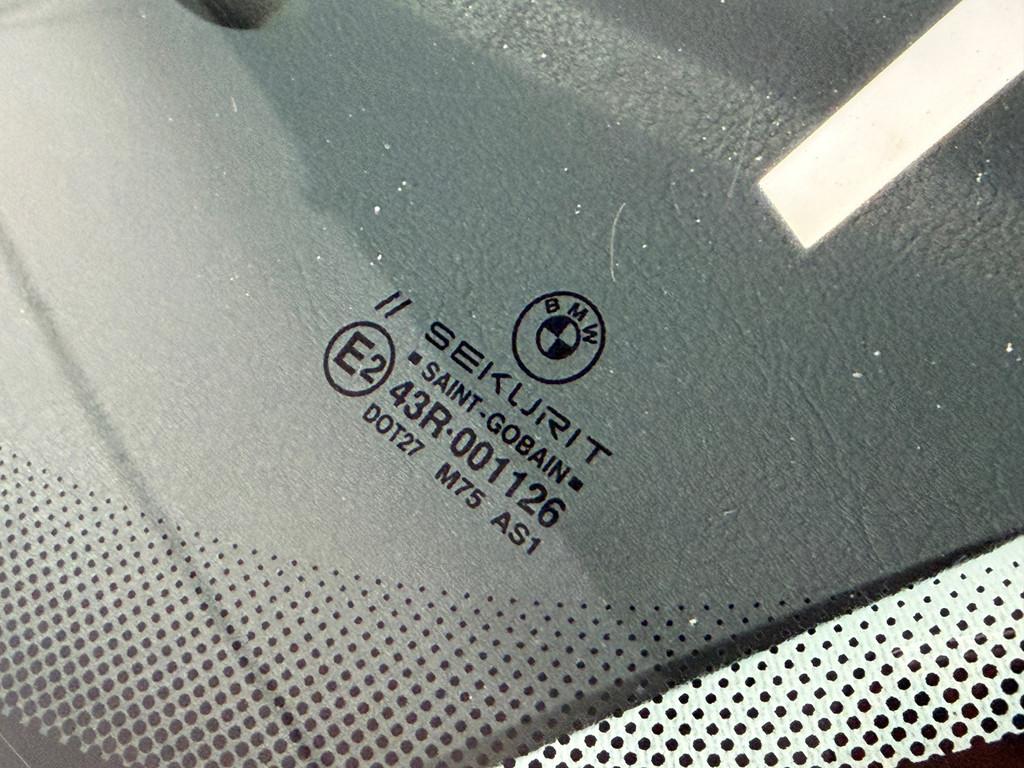 BMW
// SEKURIT
▪SAINT-GOBAIN▪
E2 43R·001126
DOT27 M75 AS1